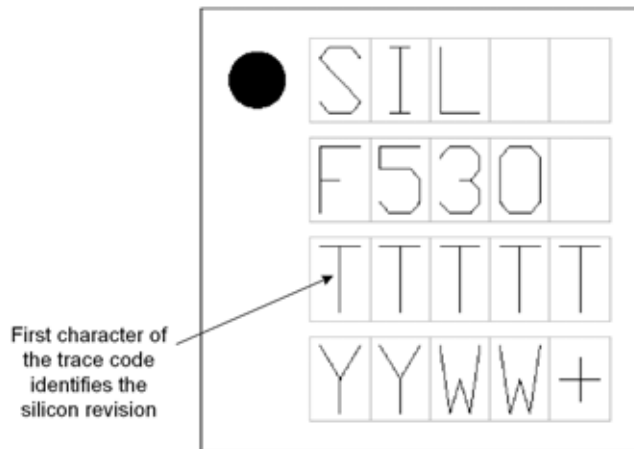 SIL
F530
TTTTT
YYWW+
First character of
the trace code
identifies the
silicon revision